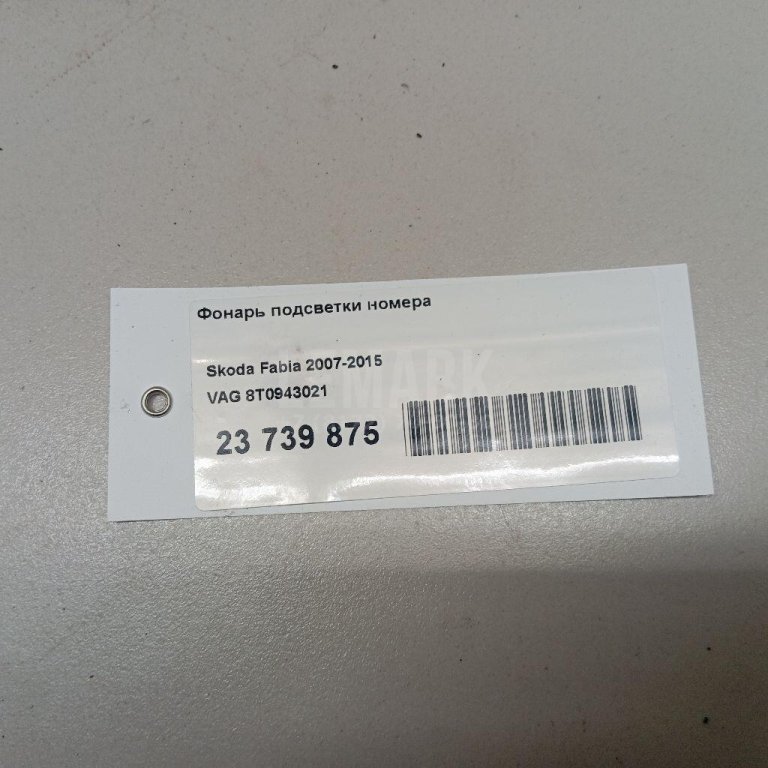 Фонарь подсветки номера
Skoda Fabia 2007-2015
VAG 8T0943021
23 739 875